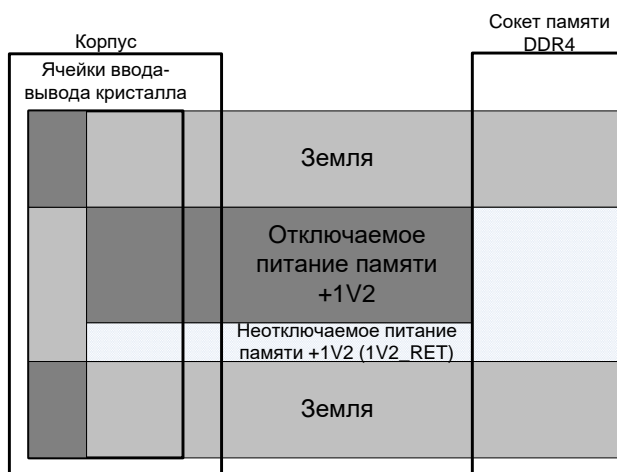 Сокет памяти
DDR4
Корпус
Ячейки ввода-
вывода кристалла
Земля
Отключаемое
питание памяти
+1V2
Неотключаемое питание
памяти +1V2 (1V2_RET)
Земля